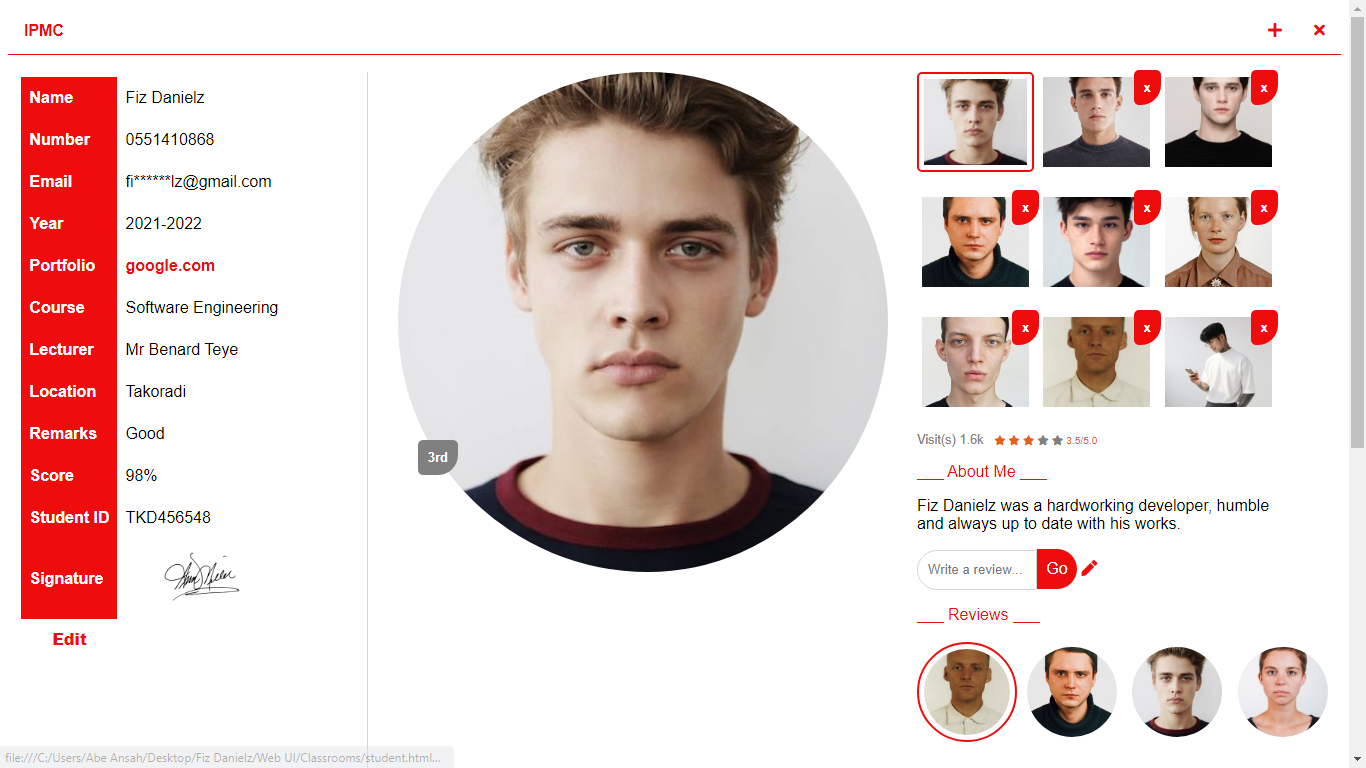 IPMC
Name Fiz Danielz
Number 0551410868
Email fi******lz@gmail.com
Year 2021-2022
Portfolio google.com
Course Software Engineering
Lecturer Mr Benard Teye
Location Takoradi
Remarks Good
Score 98%
Student ID TKD456548
Signature
Edit
3rd
x
x
x
x
x
x
x
x
Visit(s) 1.6k 3.5/5.0
___ About Me ___
Fiz Danielz was a hardworking developer, humble
and always up to date with his works.
Write a review... Go
___ Reviews ___
file:///C:/Users/Abe Ansah/Desktop/Fiz Danielz/Web UI/Classrooms/student.html...